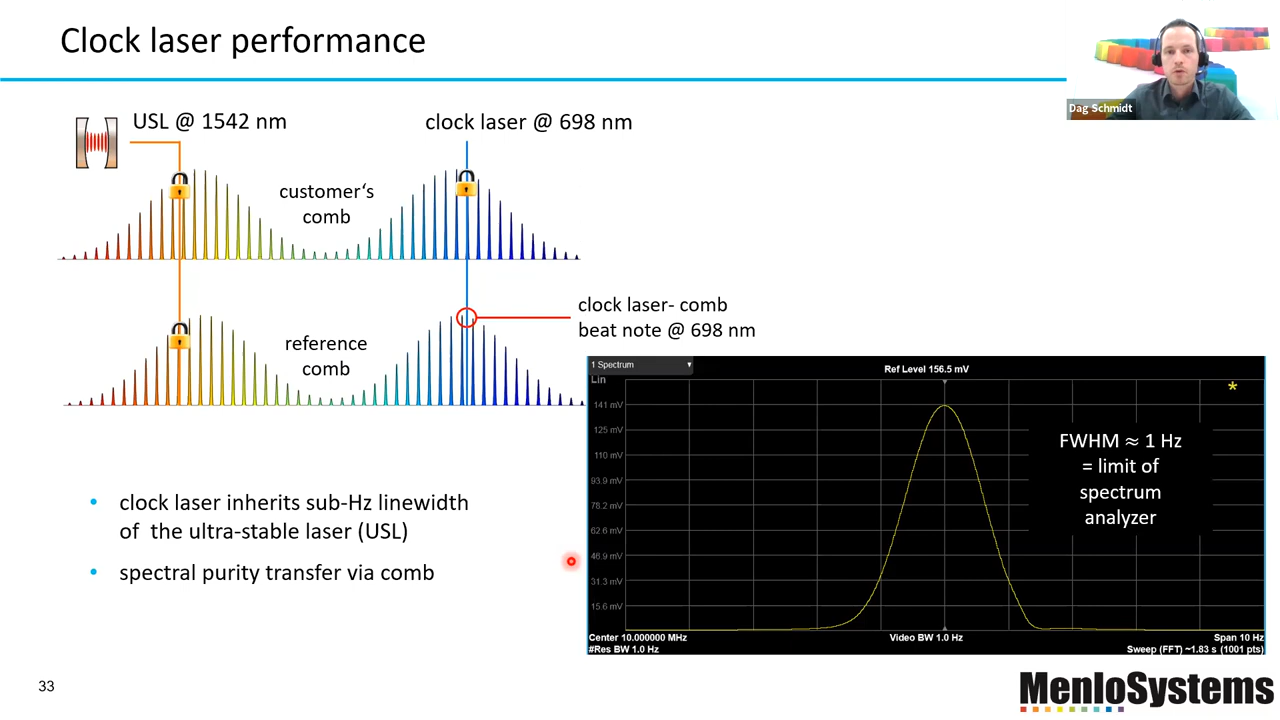 Clock laser performance
Dag Schmidt
USL @ 1542 nm
clock laser @ 698 nm
customer‘s
comb
reference
comb
clock laser- comb
beat note @ 698 nm
1 Spectrum
Ref Level 156.5 mV
Lin
*
141 mV
125 mV
110 mV
93.9 mV
78.2 mV
62.6 mV
46.9 mV
31.3 mV
15.6 mV
FWHM ≈ 1 Hz
= limit of
spectrum
analyzer
Center 10.000000 MHz
Video BW 1.0 Hz
Span 10 Hz
#Res BW 1.0 Hz
Sweep (FFT) ~1.83 s (1001 pts)
• clock laser inherits sub-Hz linewidth
of the ultra-stable laser (USL)
• spectral purity transfer via comb
33
MenloSystems